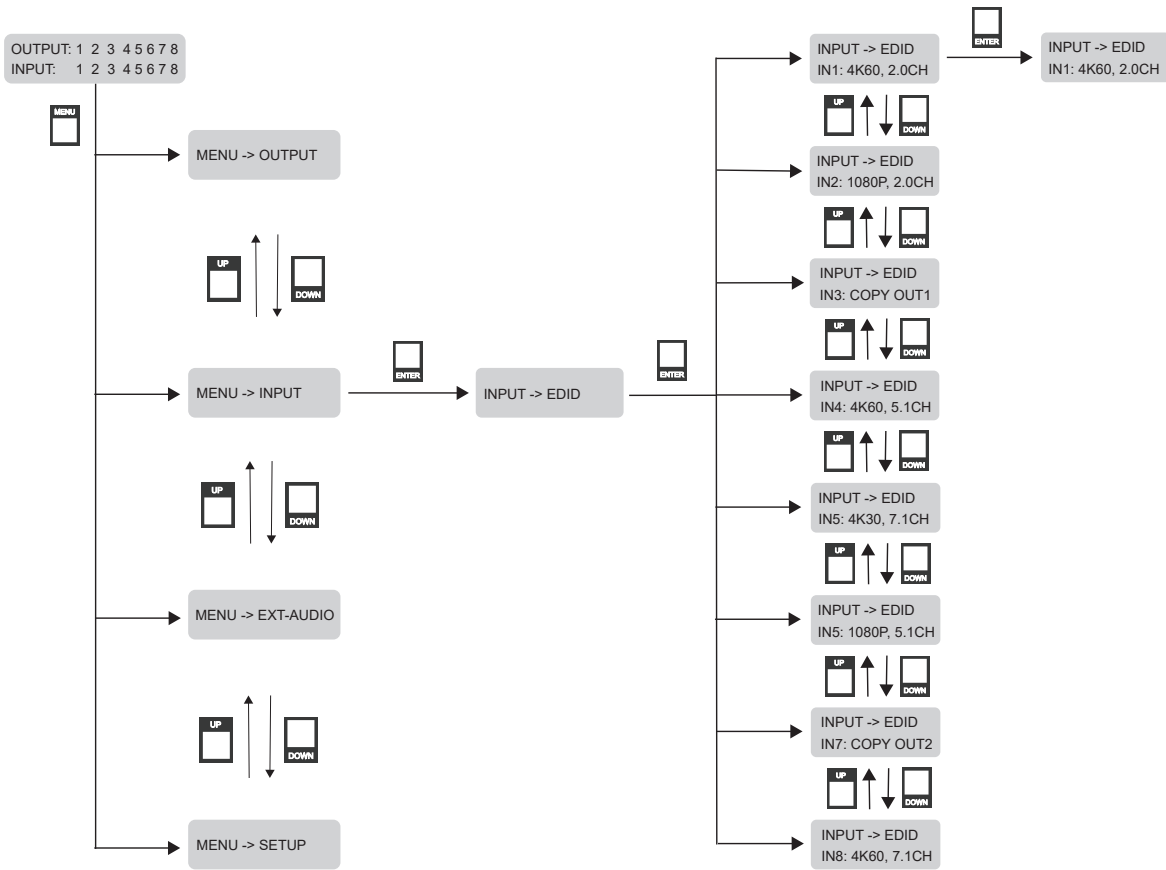 OUTPUT: 1 2 3 4 5 6 7 8
INPUT: 1 2 3 4 5 6 7 8
MENU
MENU -> OUTPUT
UP
DOWN
MENU -> INPUT
ENTER
INPUT -> EDID
ENTER
UP
DOWN
MENU -> EXT-AUDIO
UP
DOWN
MENU -> SETUP
INPUT -> EDID
IN1: 4K60, 2.0CH
ENTER
INPUT -> EDID
IN1: 4K60, 2.0CH
UP
DOWN
INPUT -> EDID
IN2: 1080P, 2.0CH
UP
DOWN
INPUT -> EDID
IN3: COPY OUT1
UP
DOWN
INPUT -> EDID
IN4: 4K60, 5.1CH
UP
DOWN
INPUT -> EDID
IN5: 4K30, 7.1CH
UP
DOWN
INPUT -> EDID
IN5: 1080P, 5.1CH
UP
DOWN
INPUT -> EDID
IN7: COPY OUT2
UP
DOWN
INPUT -> EDID
IN8: 4K60, 7.1CH